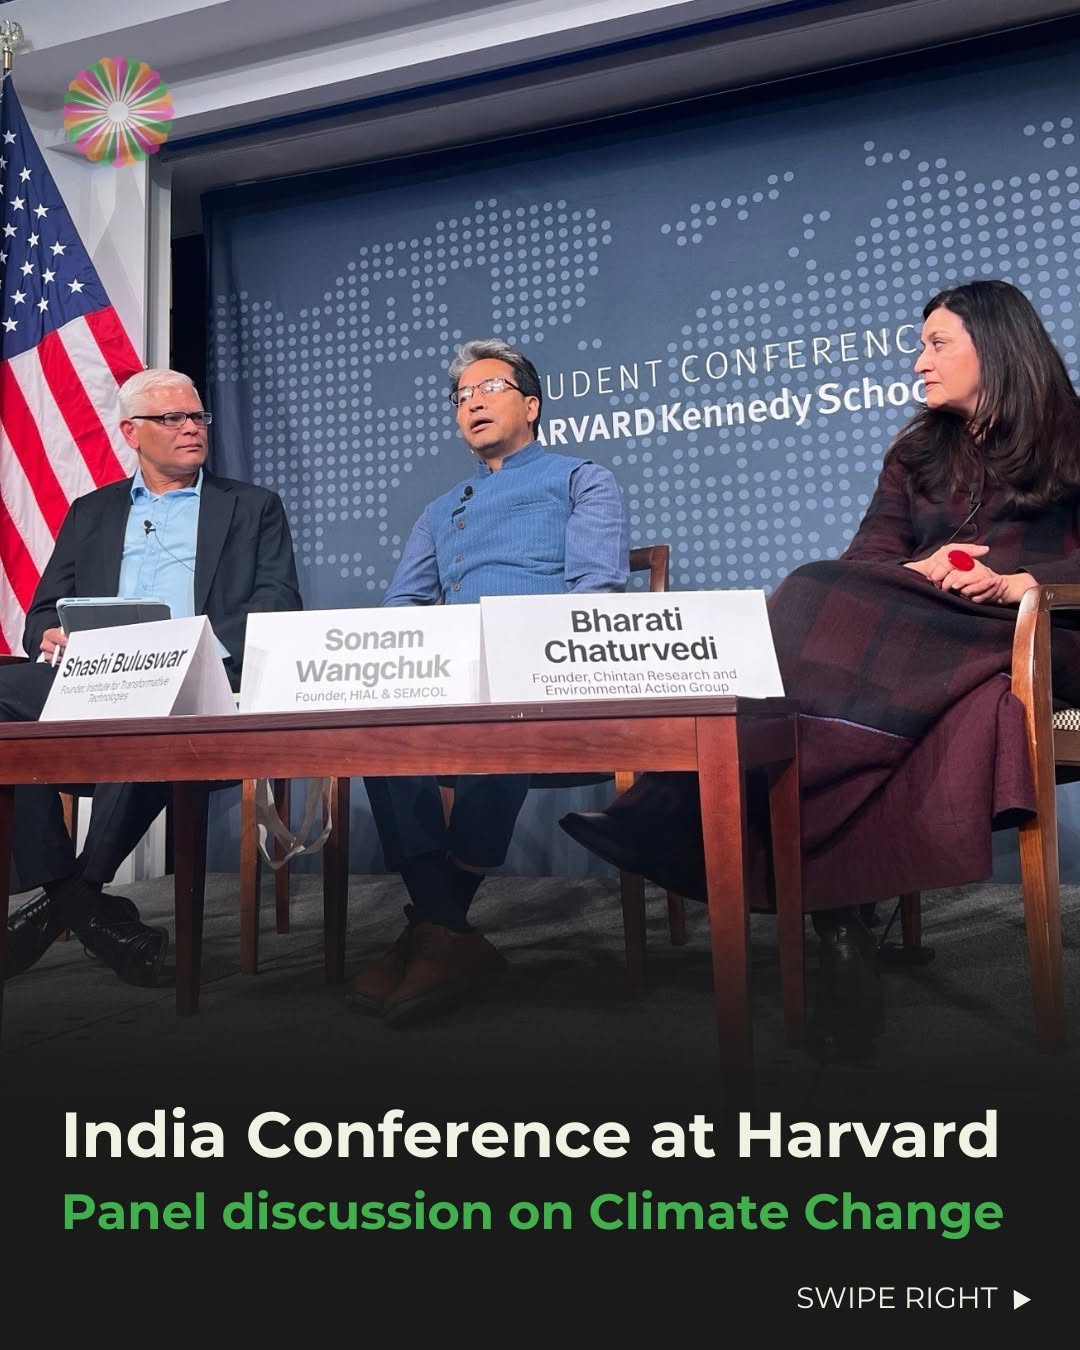 UDENT CONFERENC
ARVARD Kennedy Schoo
Shashi Buluswar
Founder, Institute for Transformative
Technologies
Sonam
Wangchuk
Founder, HIAL & SEMCOL
Bharati
Chaturvedi
Founder, Chintan Research and
Environmental Action Group
India Conference at Harvard
Panel discussion on Climate Change
SWIPE RIGHT